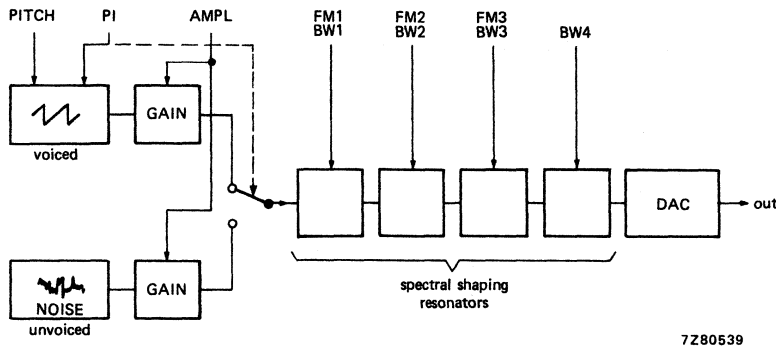 PITCH PI AMPL FM1 FM2 FM3
BW1 BW2 BW3 BW4
GAIN
voiced
DAC out
NOISE GAIN
unvoiced
spectral shaping
resonators
7Z80539